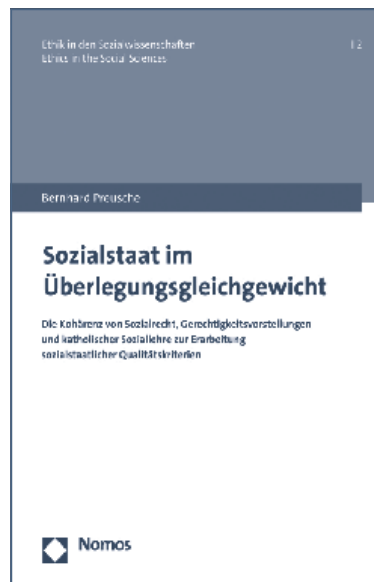 Ethik in den Sozialwissenschaften | 2
Ethics in the Social Sciences
Bernhard Preusche
Sozialstaat im
Überlegungsgleichgewicht
Die Kohärenz von Sozialrecht, Gerechtigkeitsvorstellungen
und katholischer Soziallehre zur Erarbeitung
sozialstaatlicher Qualitätskriterien
Nomos